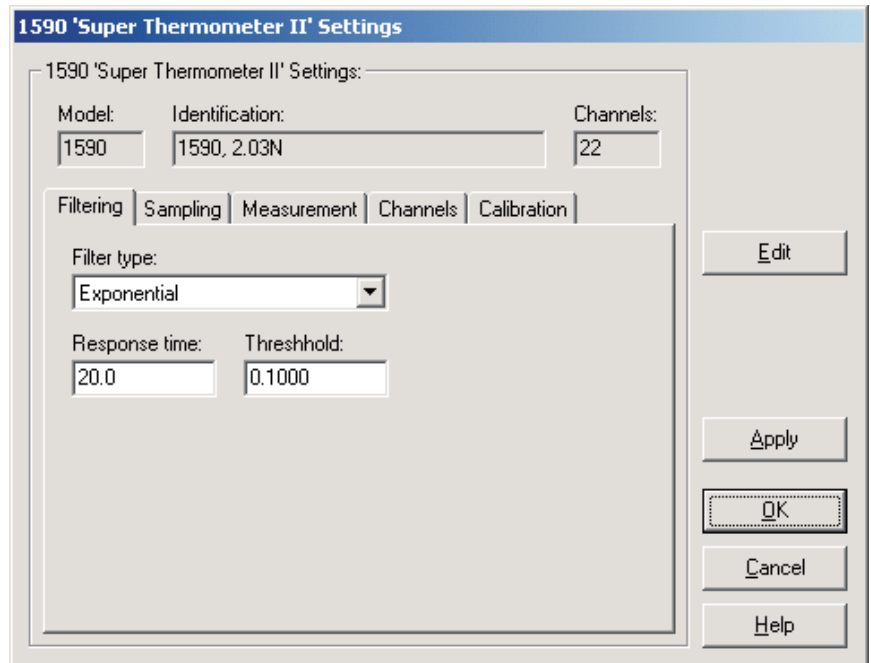 1590 'Super Thermometer II' Settings
1590 'Super Thermometer II' Settings:
Model: Identification: Channels:
1590 1590, 2.03N 22
Filtering Sampling Measurement Channels Calibration
Filter type:
Exponential
Response time: Threshhold:
20.0 0.1000
Edit
Apply
OK
Cancel
Help